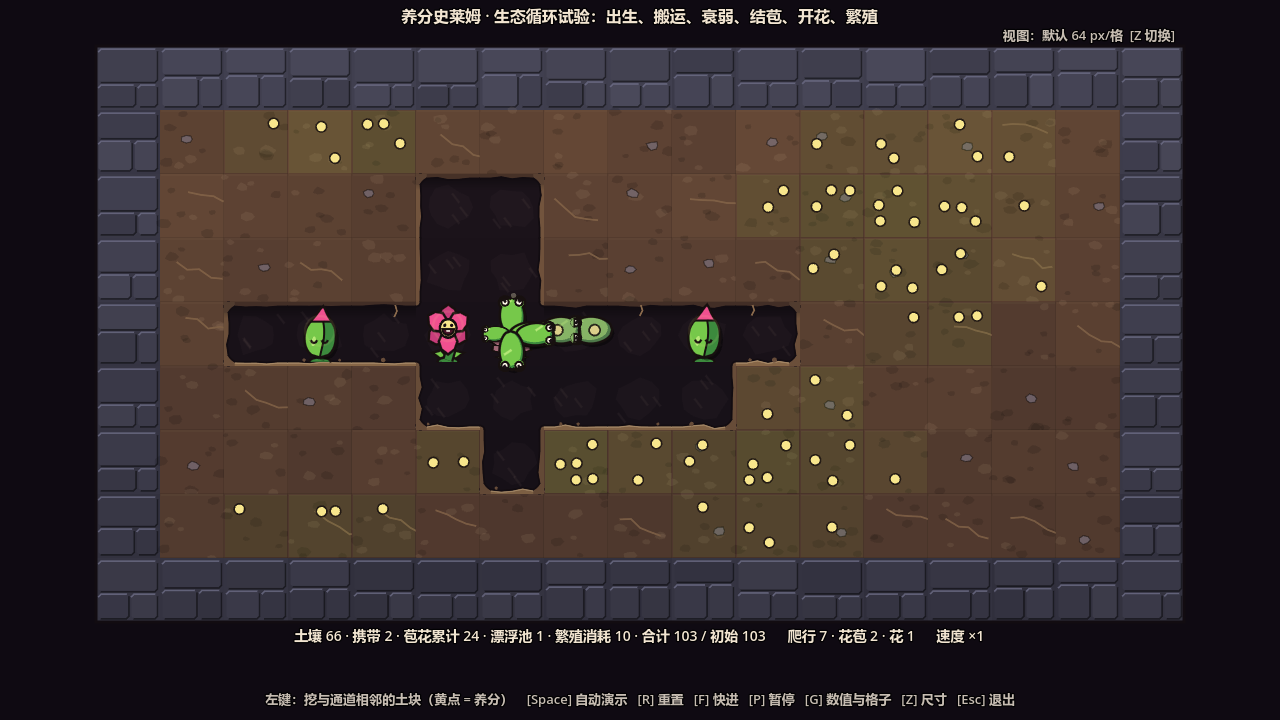 养分史莱姆 · 生态循环试验：出生、搬运、衰弱、结苞、开花、繁殖
视图：默认 64 px/格 [Z 切换]
土壤 66 · 携带 2 · 苞花累计 24 · 漂浮池 1 · 繁殖消耗 10 · 合计 103 / 初始 103 爬行 7 · 花苞 2 · 花 1 速度 ×1
左键：挖与通道相邻的土块（黄点 = 养分） [Space] 自动演示 [R] 重置 [F] 快进 [P] 暂停 [G] 数值与格子 [Z] 尺寸 [Esc] 退出